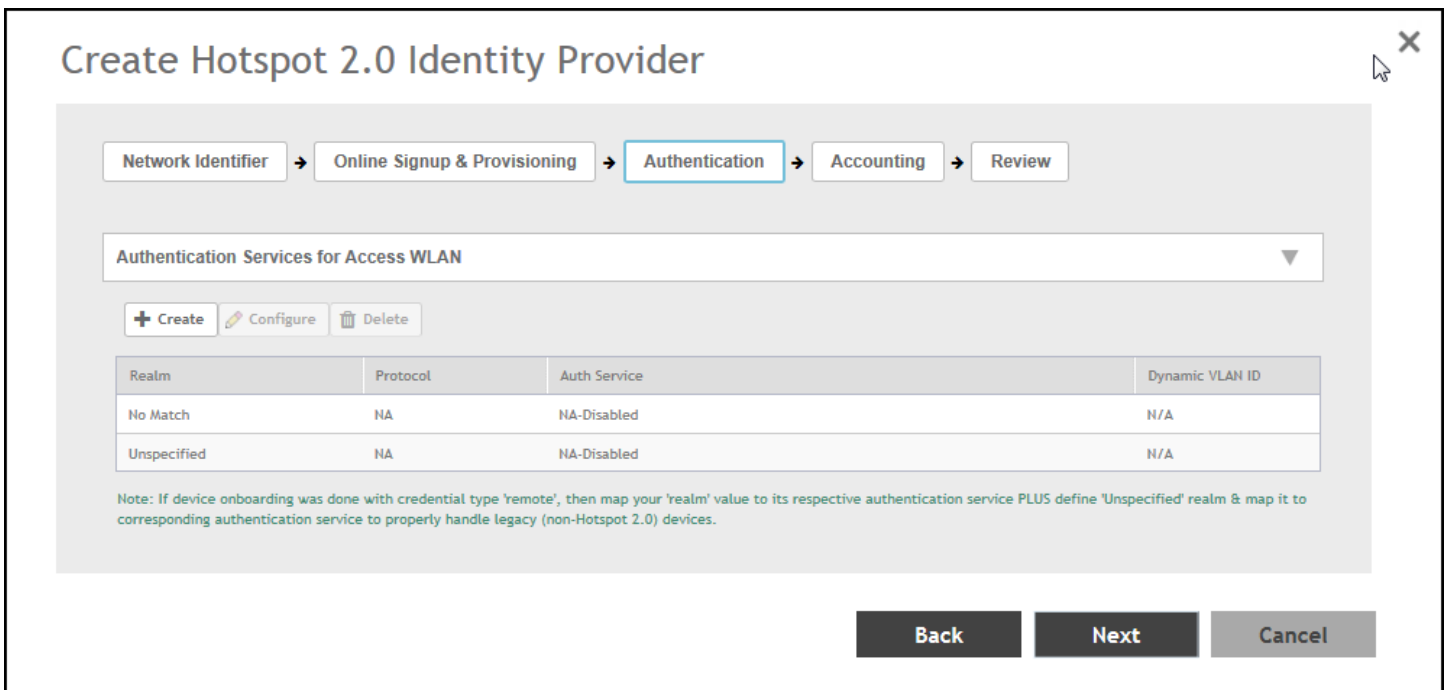 Create Hotspot 2.0 Identity Provider
Network Identifier → Online Signup & Provisioning → Authentication → Accounting → Review
Authentication Services for Access WLAN
Create Configure Delete
Realm Protocol Auth Service Dynamic VLAN ID
No Match NA NA-Disabled N/A
Unspecified NA NA-Disabled N/A
Note: If device onboarding was done with credential type 'remote', then map your 'realm' value to its respective authentication service PLUS define 'Unspecified' realm & map it to
corresponding authentication service to properly handle legacy (non-Hotspot 2.0) devices.
Back Next Cancel